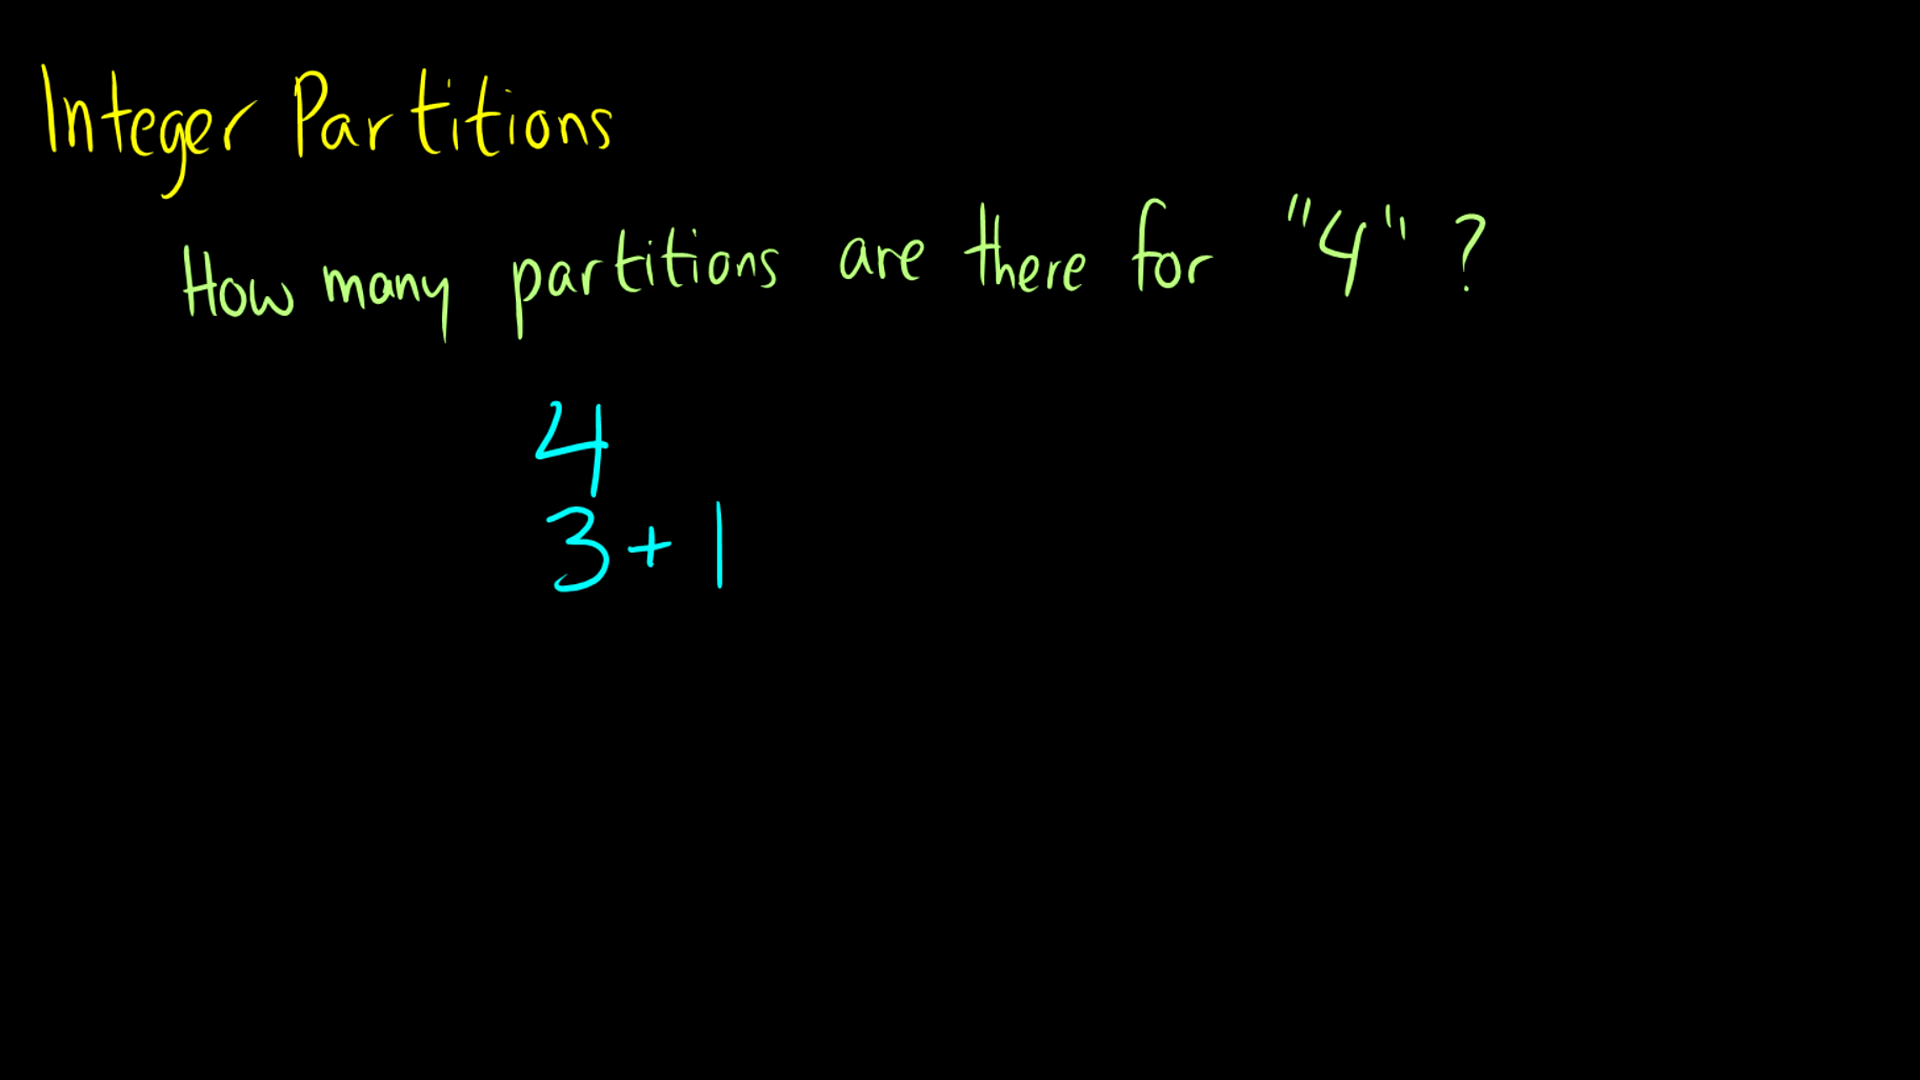 Integer Partitions
How many partitions are there for "4" ?
4
3 + 1